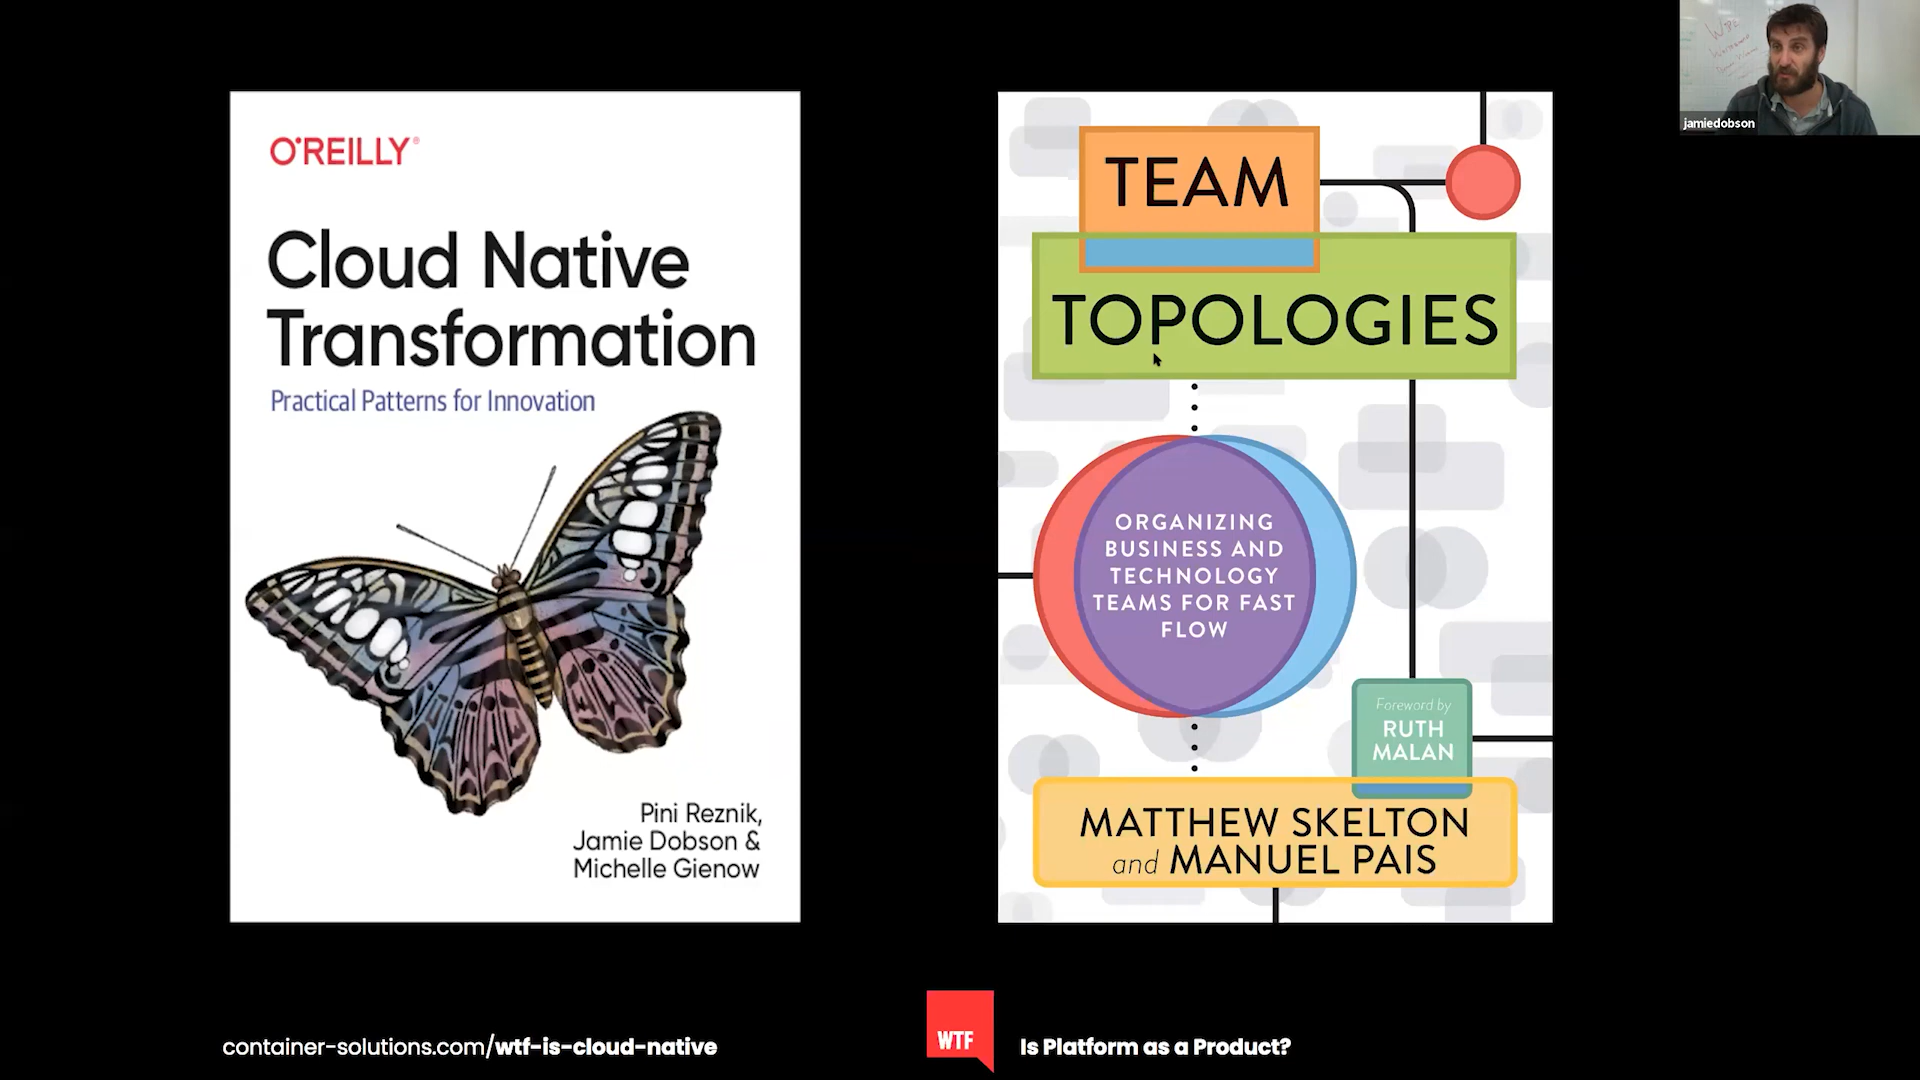 O'REILLY®
Cloud Native
Transformation
Practical Patterns for Innovation
Pini Reznik,
Jamie Dobson &
Michelle Gienow
TEAM
TOPOLOGIES
ORGANIZING
BUSINESS AND
TECHNOLOGY
TEAMS FOR FAST
FLOW
Foreword by
RUTH
MALAN
MATTHEW SKELTON
and MANUEL PAIS
jamiedobson
container-solutions.com/wtf-is-cloud-native
WTF
Is Platform as a Product?